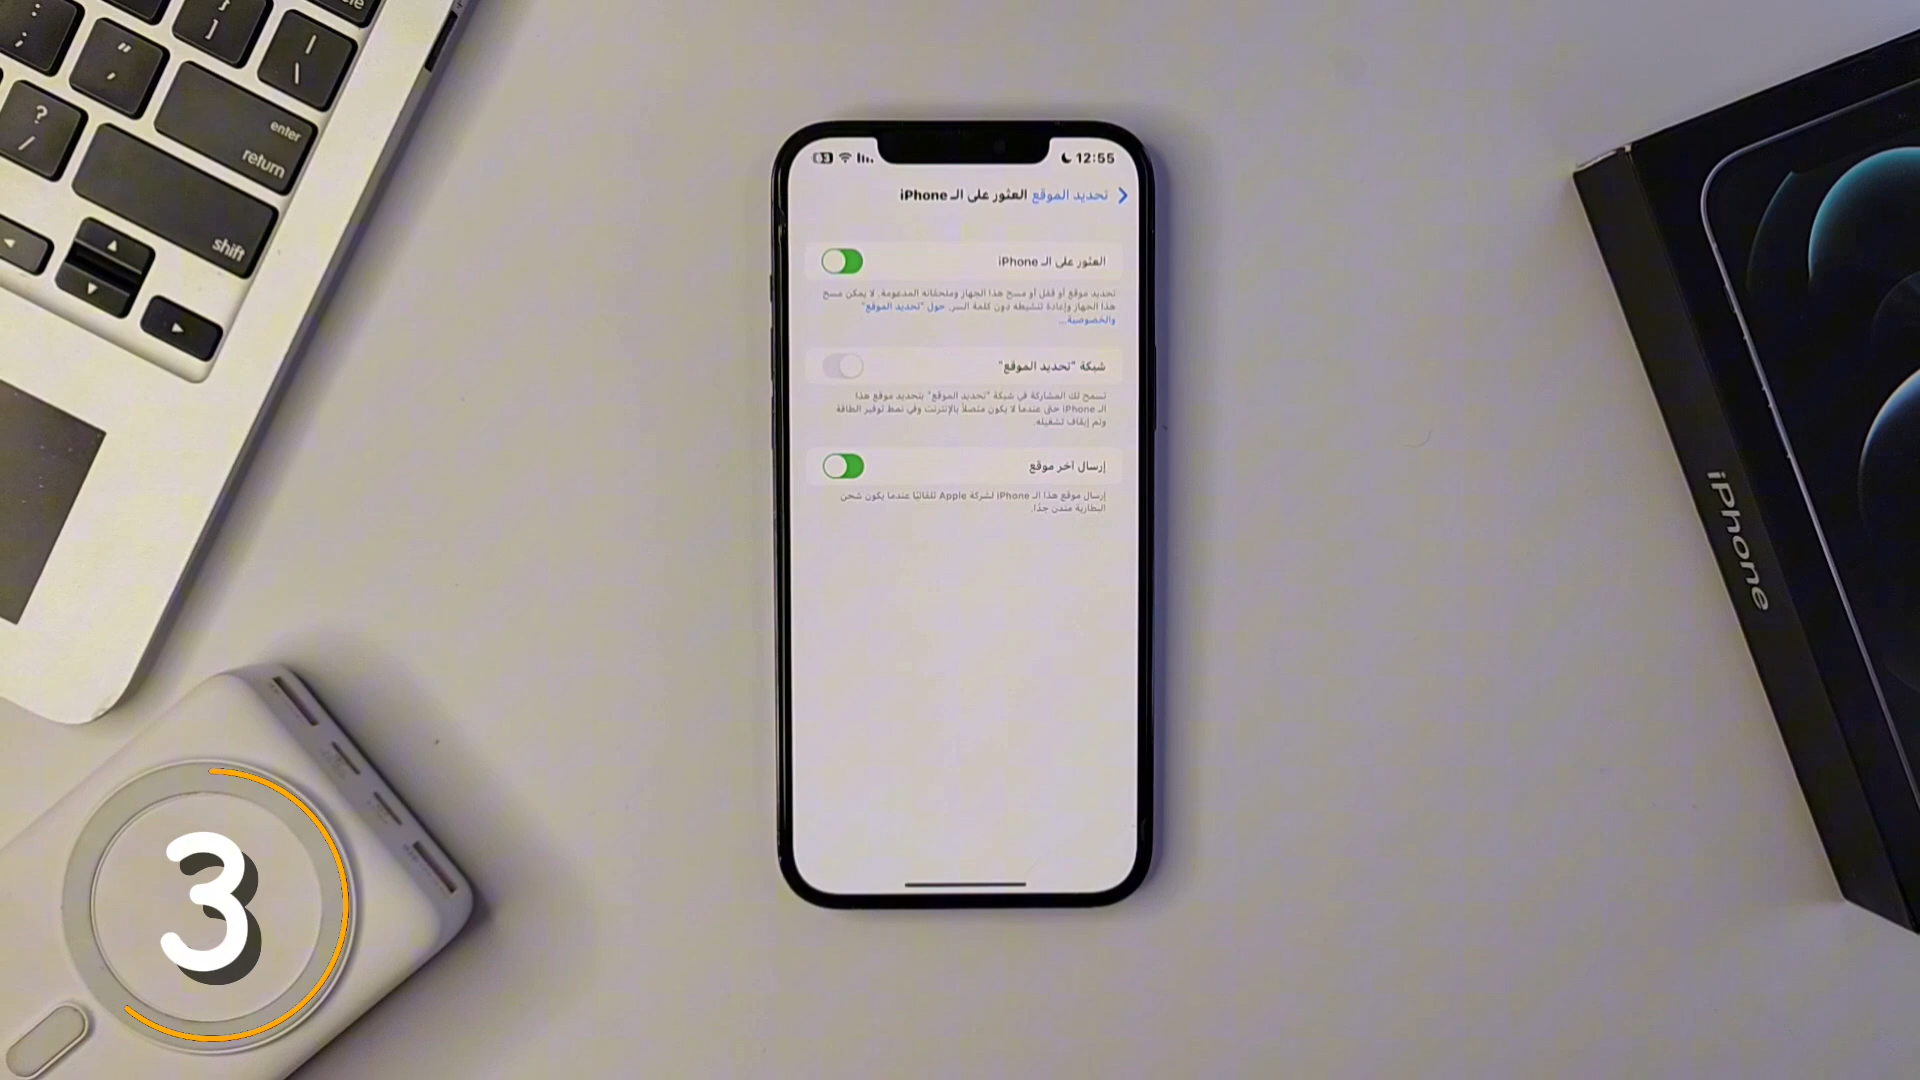 12:55
تحديد الموقع العثور على الـ iPhone
العثور على الـ iPhone
تحديد موقع أو قفل أو مسح هذا الجهاز وملحقاته المدعومة. لا يمكن مسح
هذا الجهاز وإعادة تنشيطه دون كلمة السر. حول "تحديد الموقع"
والخصوصية...
شبكة "تحديد الموقع"
تسمح لك المشاركة في شبكة "تحديد الموقع" بتحديد موقع هذا
الـ iPhone حتى عندما لا يكون متصلاً بالإنترنت وفي نمط توفير الطاقة
وتم إيقاف تشغيله.
إرسال آخر موقع
إرسال موقع هذا الـ iPhone لشركة Apple تلقائيًا عندما يكون شحن
البطارية متدن جدًا.
enter
return
shift
iPhone
3